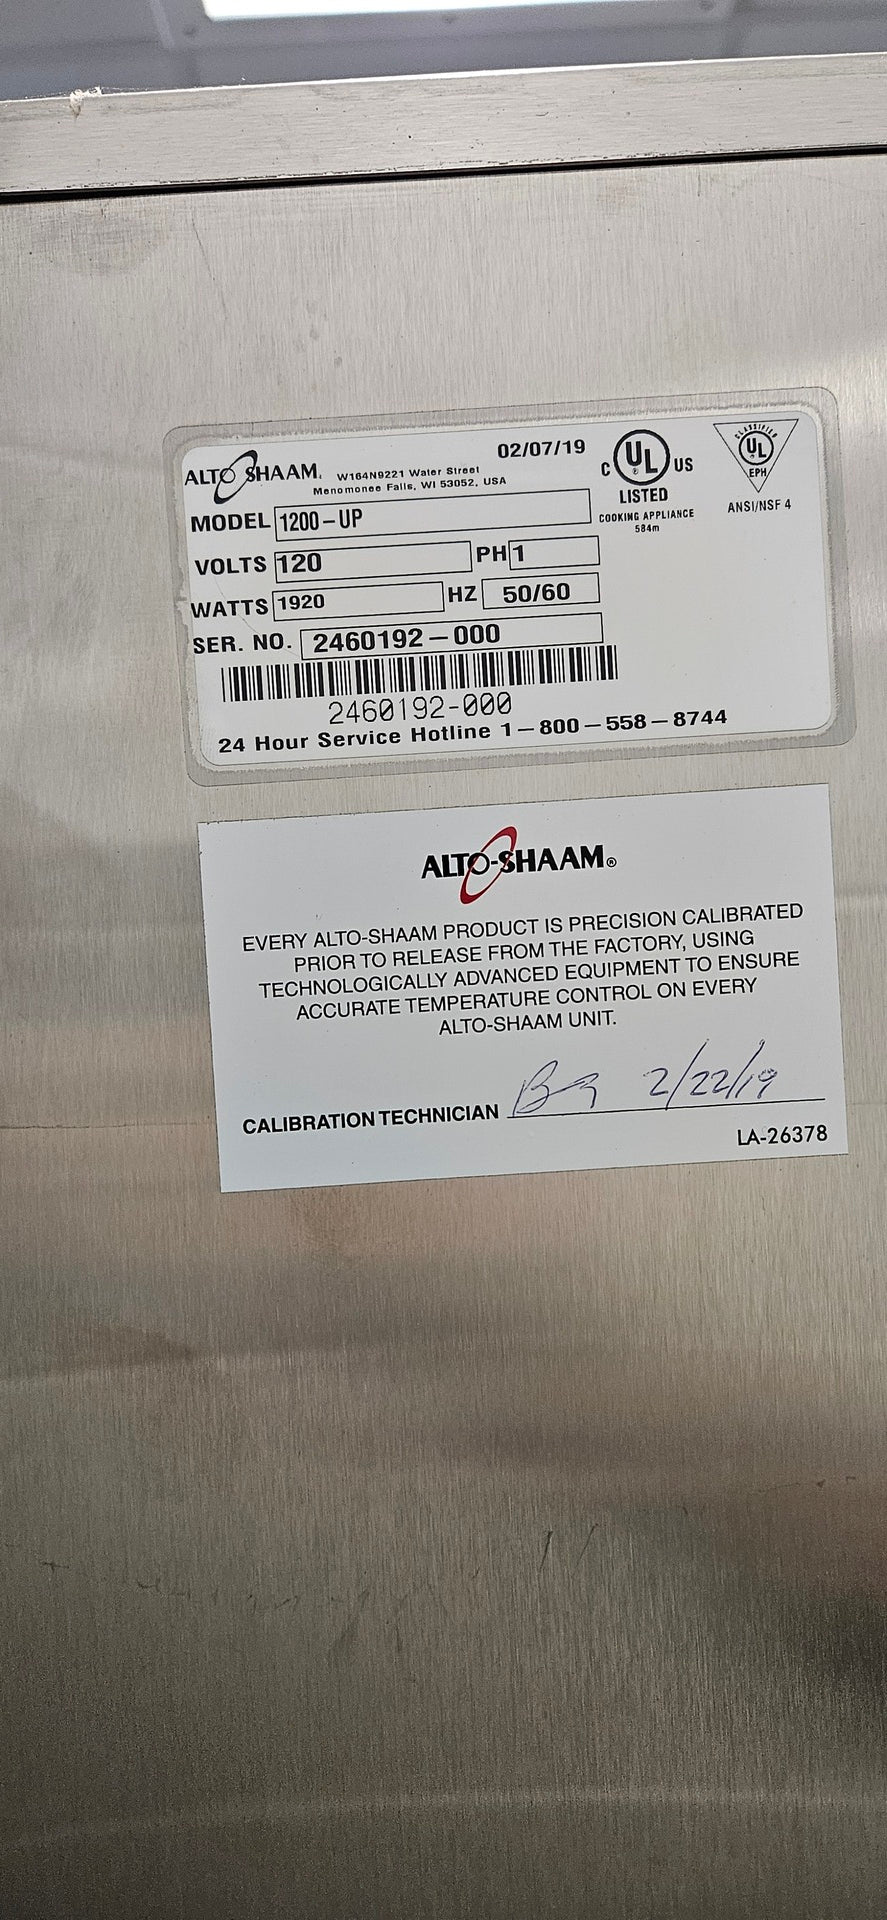 ALTO SHAAM. W164N9221 Water Street 02/07/19
Menomonee Falls, WI 53052, USA
C UL ® US
LISTED
COOKING APPLIANCE
584m
CLASSIFIED
UL
EPH
ANSI/NSF 4
MODEL 1200-UP
VOLTS 120 PH 1
WATTS 1920 HZ 50/60
SER. NO. 2460192-000
2460192-000
24 Hour Service Hotline 1-800-558-8744
ALTO-SHAAM®
EVERY ALTO-SHAAM PRODUCT IS PRECISION CALIBRATED
PRIOR TO RELEASE FROM THE FACTORY, USING
TECHNOLOGICALLY ADVANCED EQUIPMENT TO ENSURE
ACCURATE TEMPERATURE CONTROL ON EVERY
ALTO-SHAAM UNIT.
CALIBRATION TECHNICIAN 2/22/19
LA-26378